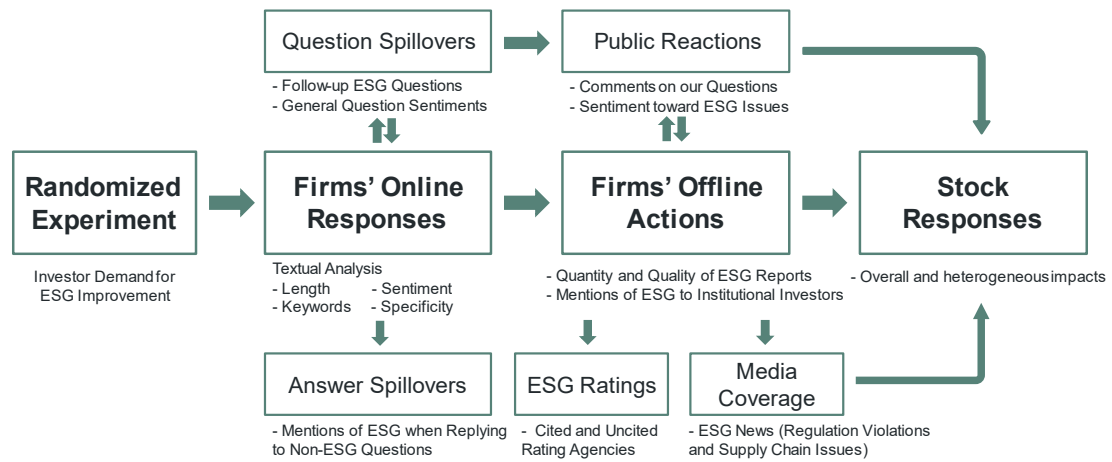 Question Spillovers
Public Reactions
- Follow-up ESG Questions
- General Question Sentiments
- Comments on our Questions
- Sentiment toward ESG Issues
Randomized
Experiment
Firms’ Online
Responses
Firms’ Offline
Actions
Stock
Responses
Investor Demand for
ESG Improvement
Textual Analysis
- Length - Sentiment
- Keywords - Specificity
- Quantity and Quality of ESG Reports
- Mentions of ESG to Institutional Investors
- Overall and heterogeneous impacts
Answer Spillovers
ESG Ratings
Media
Coverage
- Mentions of ESG when Replying
to Non-ESG Questions
- Cited and Uncited
Rating Agencies
- ESG News (Regulation Violations
and Supply Chain Issues)